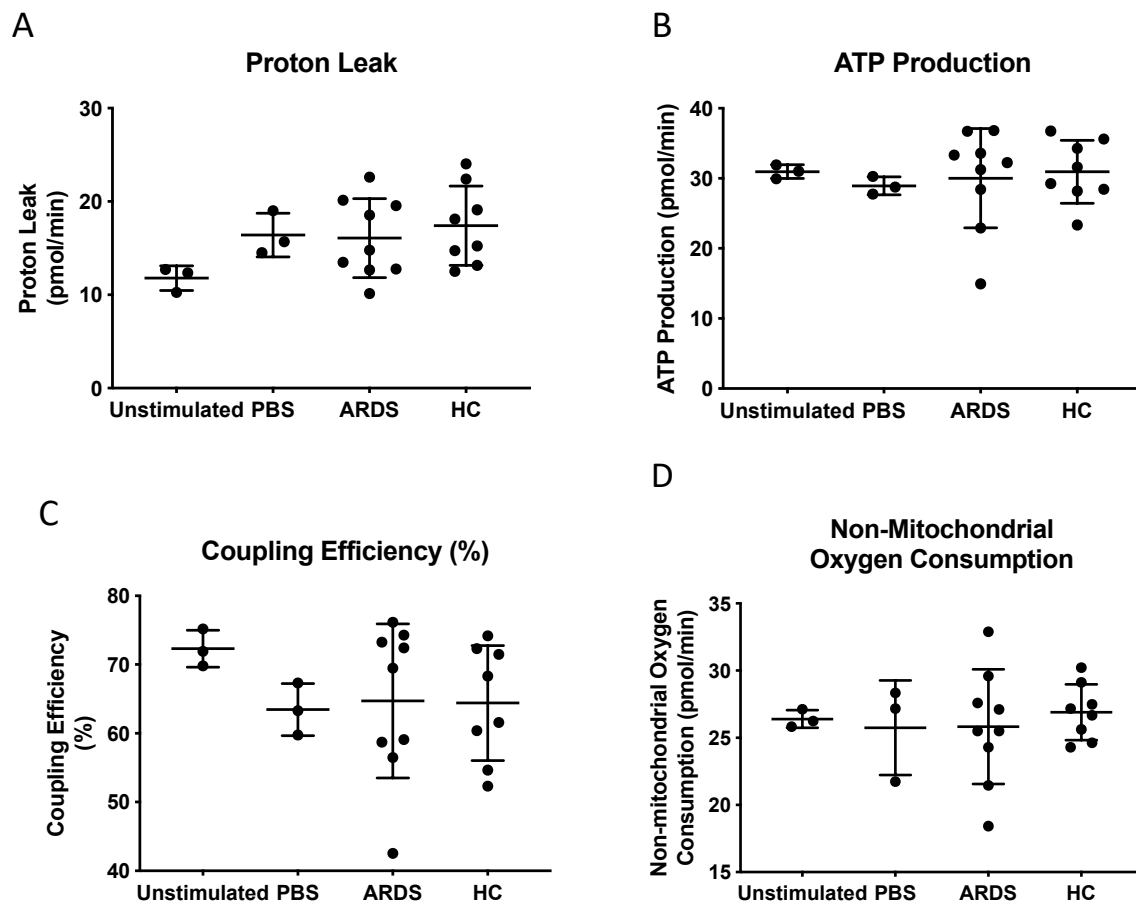 A
Proton Leak
Proton Leak
(pmol/min)
30
20
10
0
Unstimulated PBS ARDS HC
B
ATP Production
ATP Production (pmol/min)
40
30
20
10
0
Unstimulated PBS ARDS HC
C
Coupling Efficiency (%)
Coupling Efficiency
(%)
80
70
60
50
40
Unstimulated PBS ARDS HC
D
Non-Mitochondrial
Oxygen Consumption
Non-mitochondrial Oxygen
Consumption (pmol/min)
35
30
25
20
15
Unstimulated PBS ARDS HC